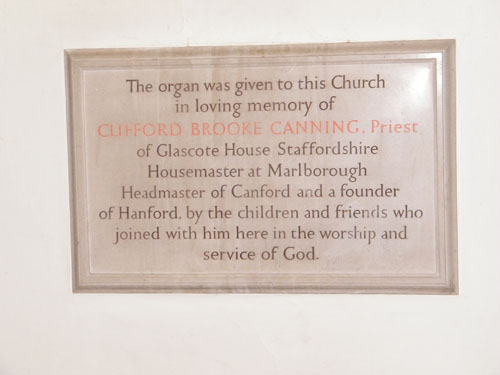 The organ was given to this Church
in loving memory of
CLIFFORD BROOKE CANNING, Priest
of Glascote House Staffordshire
Housemaster at Marlborough
Headmaster of Canford and a founder
of Hanford, by the children and friends who
joined with him here in the worship and
service of God.